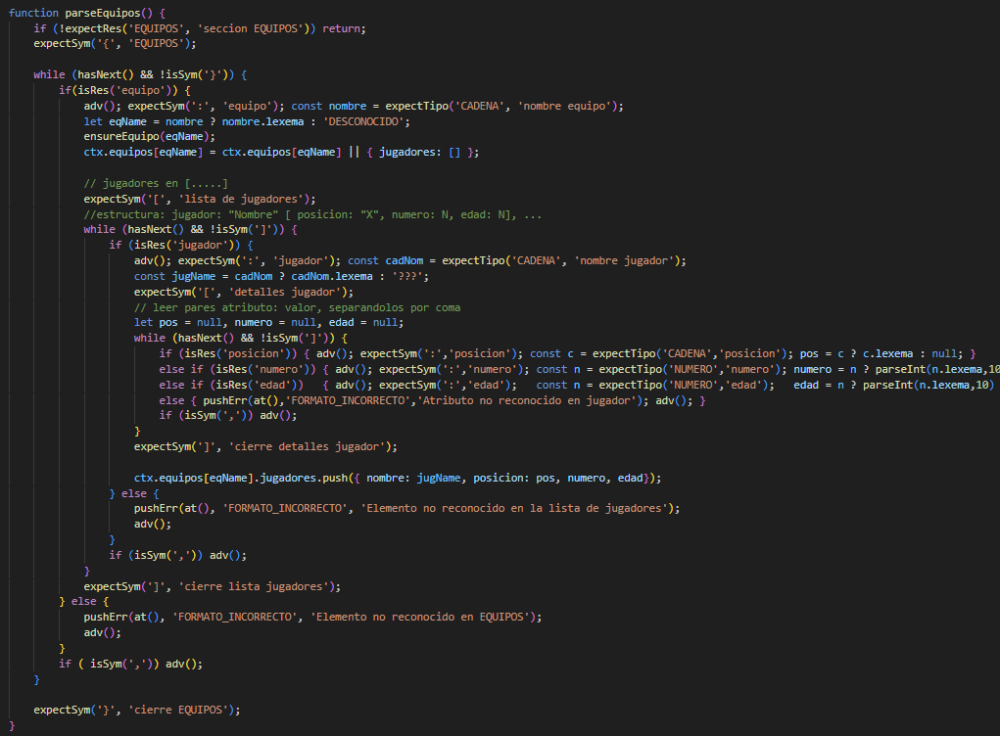 function parseEquipos() {
    if (!expectRes('EQUIPOS', 'seccion EQUIPOS')) return;
    expectSym('{', 'EQUIPOS');

    while (hasNext() && !isSym('}')) {
        if(isRes('equipo')) {
            adv(); expectSym(':', 'equipo'); const nombre = expectTipo('CADENA', 'nombre equipo');
            let eqName = nombre ? nombre.lexema : 'DESCONOCIDO';
            ensureEquipo(eqName);
            ctx.equipos[eqName] = ctx.equipos[eqName] || { jugadores: [] };

            // jugadores en [.....]
            expectSym('[', 'lista de jugadores');
            //estructura: jugador: "Nombre" [ posicion: "X", numero: N, edad: N], ...
            while (hasNext() && !isSym(']')) {
                if (isRes('jugador')) {
                    adv(); expectSym(':', 'jugador'); const cadNom = expectTipo('CADENA', 'nombre jugador');
                    const jugName = cadNom ? cadNom.lexema : '???';
                    expectSym('[', 'detalles jugador');
                    // leer pares atributo: valor, separandolos por coma
                    let pos = null, numero = null, edad = null;
                    while (hasNext() && !isSym(']')) {
                        if (isRes('posicion')) { adv(); expectSym(':','posicion'); const c = expectTipo('CADENA','posicion'); pos = c ? c.lexema : null; }
                        else if (isRes('numero')) { adv(); expectSym(':','numero'); const n = expectTipo('NUMERO','numero'); numero = n ? parseInt(n.lexema,10
                        else if (isRes('edad'))   { adv(); expectSym(':','edad');   const n = expectTipo('NUMERO','edad');   edad = n ? parseInt(n.lexema,10)
                        else { pushErr(at(),'FORMATO_INCORRECTO','Atributo no reconocido en jugador'); adv(); }
                        if (isSym(',')) adv();
                    }
                    expectSym(']', 'cierre detalles jugador');

                    ctx.equipos[eqName].jugadores.push({ nombre: jugName, posicion: pos, numero, edad});
                } else {
                    pushErr(at(), 'FORMATO_INCORRECTO', 'Elemento no reconocido en la lista de jugadores');
                    adv();
                }
                if (isSym(',')) adv();
            }
            expectSym(']', 'cierre lista jugadores');
        } else {
            pushErr(at(), 'FORMATO_INCORRECTO', 'Elemento no reconocido en EQUIPOS');
            adv();
        }
        if ( isSym(',')) adv();
    }

    expectSym('}', 'cierre EQUIPOS');
}